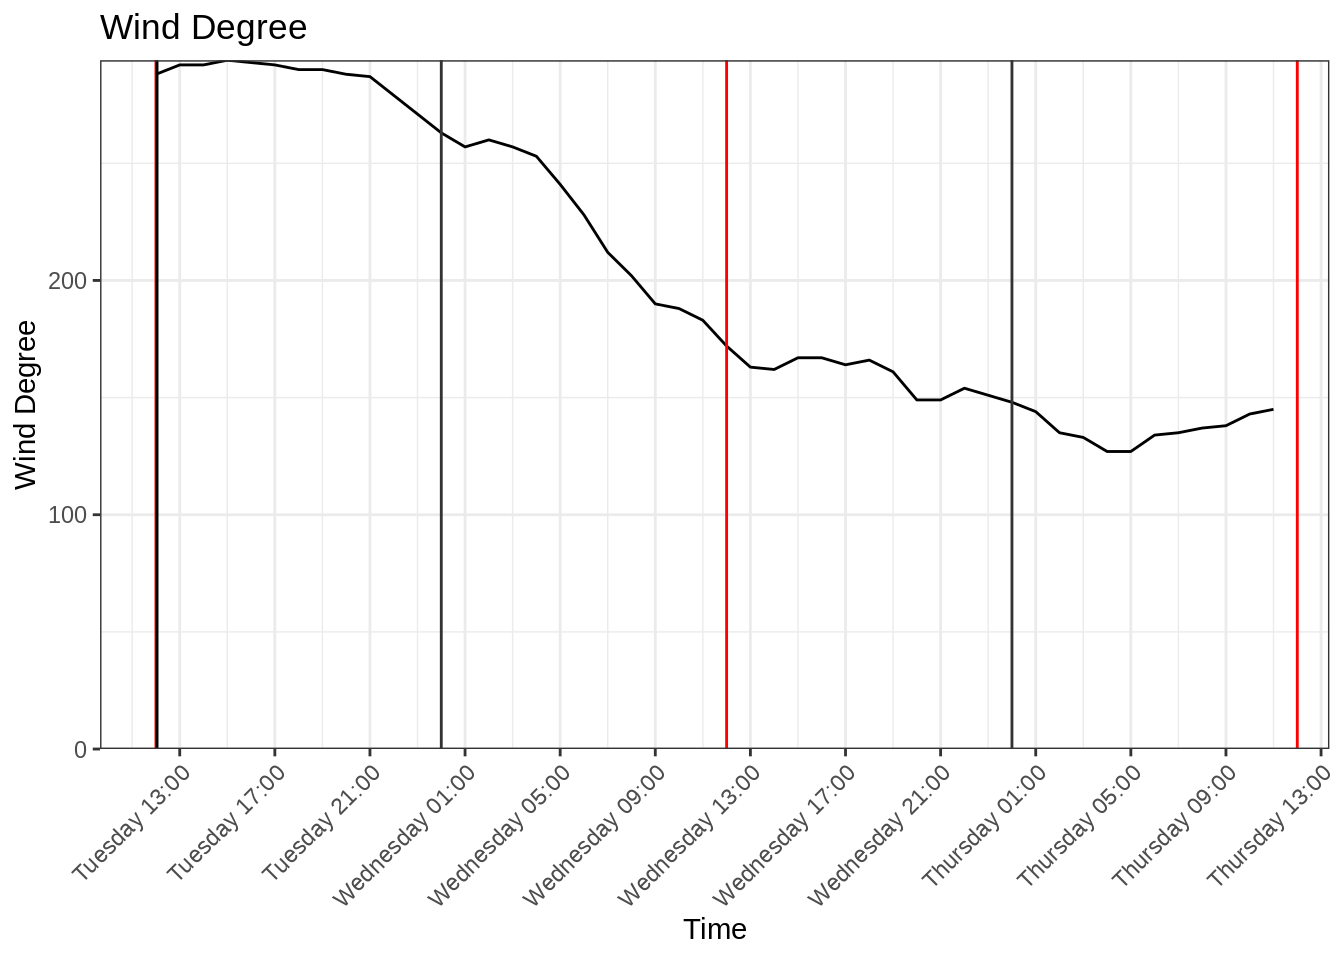 Wind Degree
Wind Degree
200
100
0
Tuesday 13:00
Tuesday 17:00
Tuesday 21:00
Wednesday 01:00
Wednesday 05:00
Wednesday 09:00
Wednesday 13:00
Wednesday 17:00
Wednesday 21:00
Thursday 01:00
Thursday 05:00
Thursday 09:00
Thursday 13:00
Time